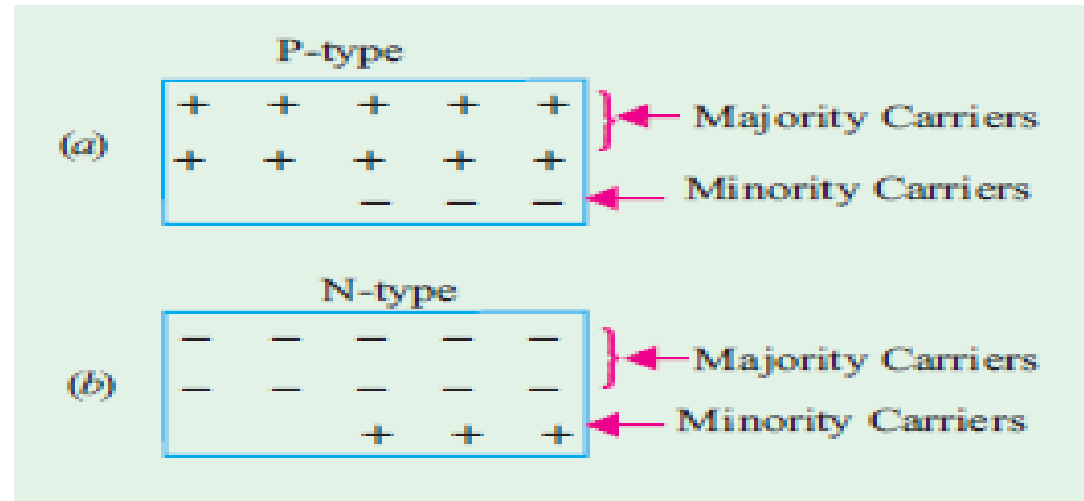 P-type
(a)
+ + + + +
Majority Carriers
+ + + + +
− − −
Minority Carriers
N-type
(b)
− − − − −
Majority Carriers
− − − − −
+ + +
Minority Carriers